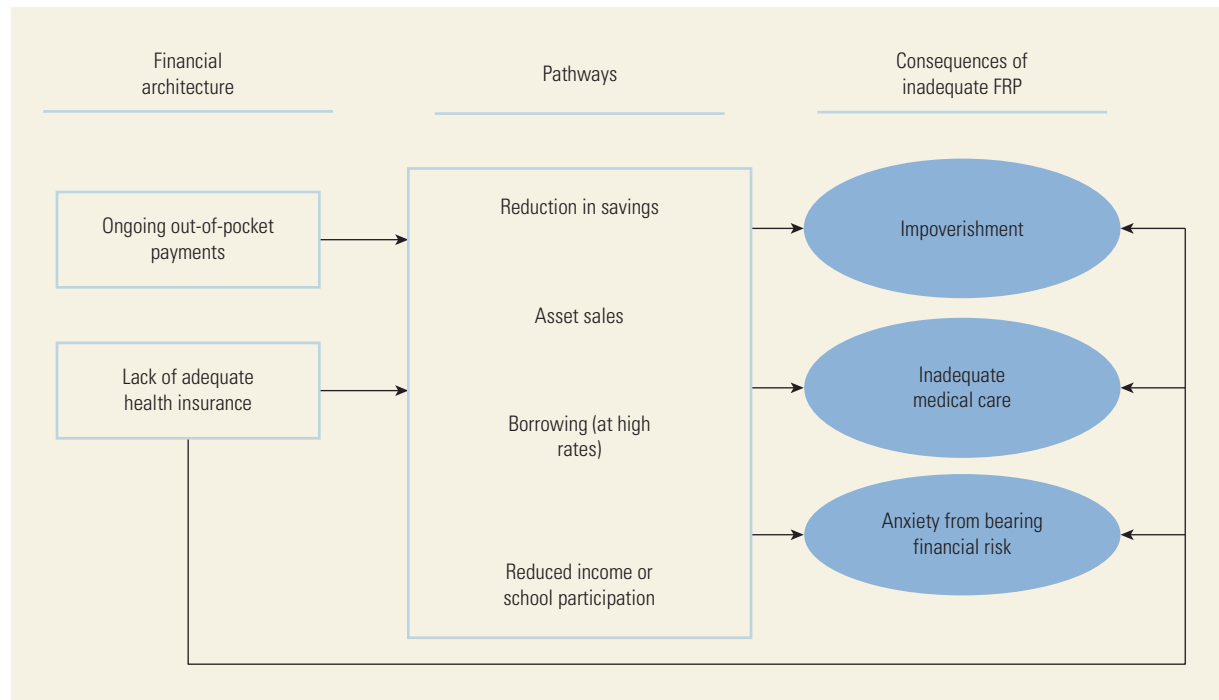 Financial
architecture
Pathways
Consequences of
inadequate FRP
Ongoing out-of-pocket
payments
Lack of adequate
health insurance
Reduction in savings
Asset sales
Borrowing (at high
rates)
Reduced income or
school participation
Impoverishment
Inadequate
medical care
Anxiety from bearing
financial risk